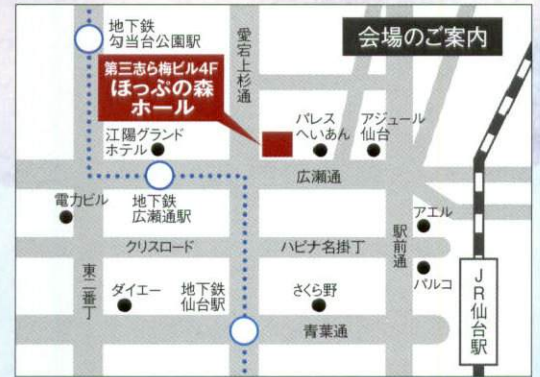 会場のご案内
地下鉄
勾当台公園駅
愛宕上杉通
第三志ら梅ビル4F
ほっぷの森
ホール
江陽グランド
ホテル
パレス
へいあん
アジュール
仙台
広瀬通
地下鉄
広瀬通駅
電力ビル
駅前通
アエル
クリスロード
ハピナ名掛丁
パルコ
東二番丁
ダイエー
地下鉄
仙台駅
さくら野
青葉通
JR仙台駅